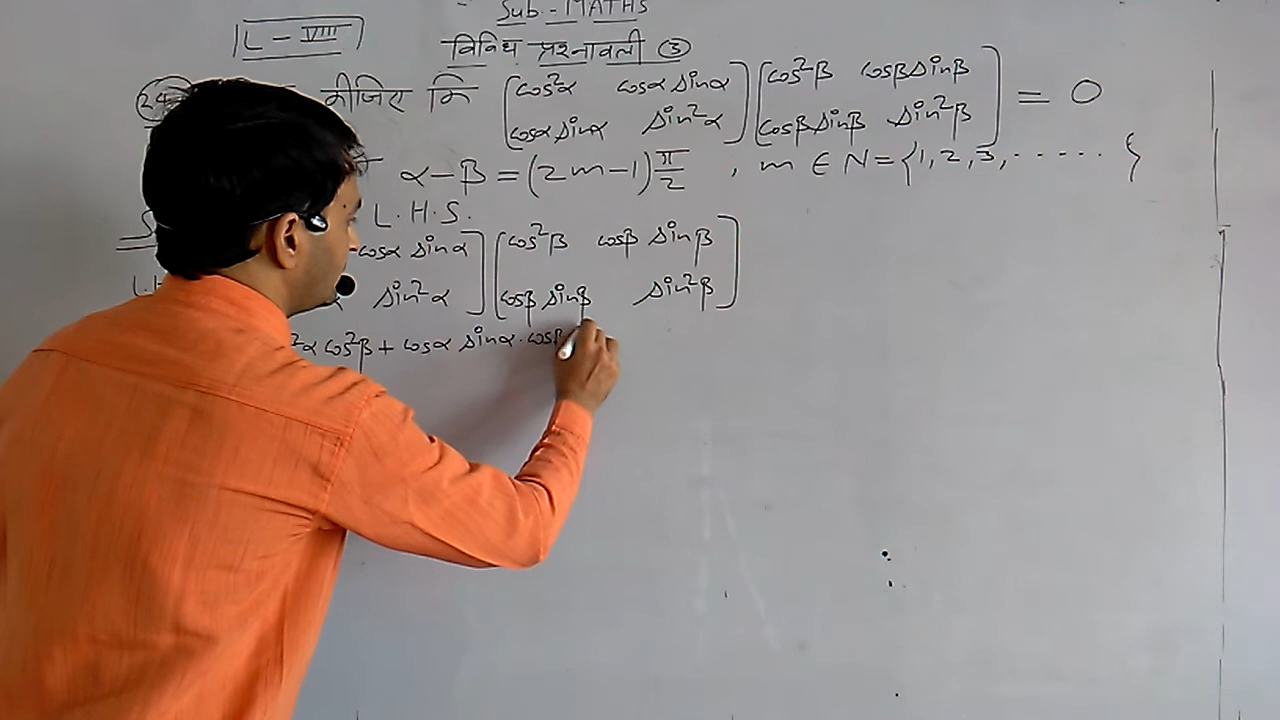 Sub.-MATHS
L-VIII
विविध प्रश्नावली ③
24 कीजिए कि [cos²α cosα sinα cosα sinα sin²α] [cos²β cosβ sinβ cosβ sinβ sin²β] = 0
α-β = (2m-1)π/2 , m ∈ N = {1, 2, 3, ...... }
L.H.S.
cosα sinα] [cos²β cosβ sinβ
sin²α] [cosβ sinβ sin²β]
²α cos²β + cosα sinα . cosβ